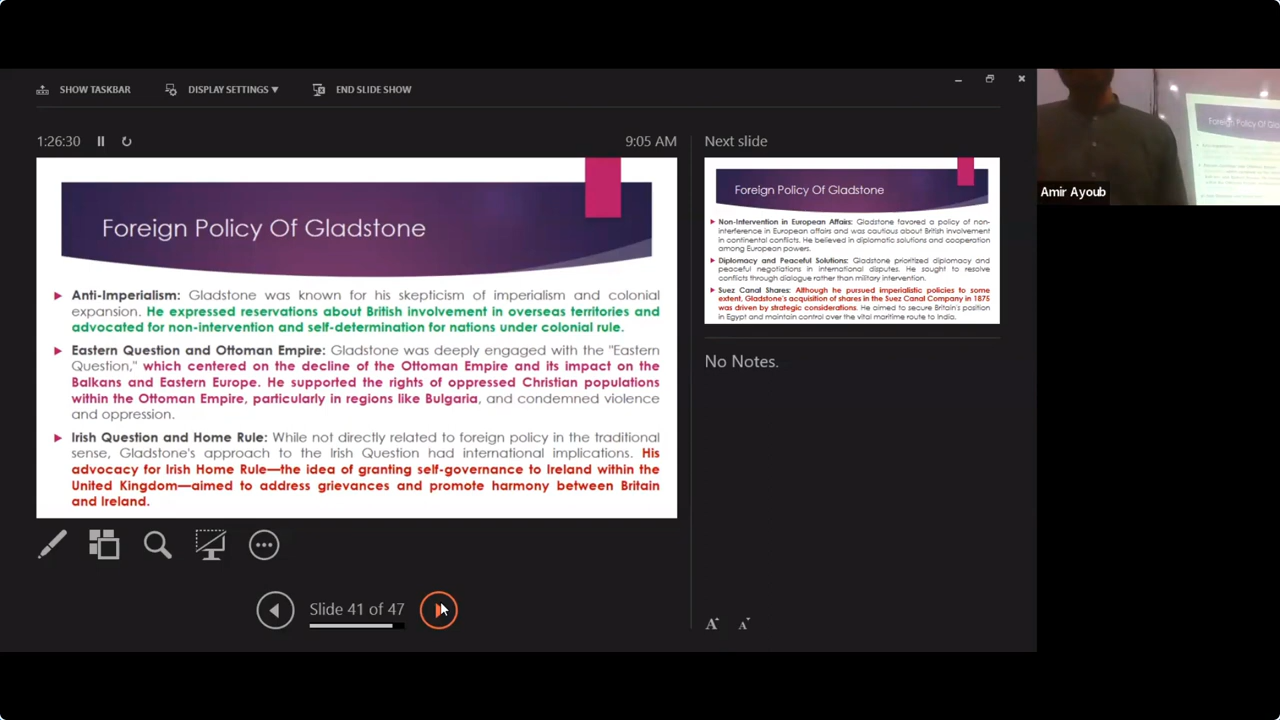 SHOW TASKBAR
DISPLAY SETTINGS ▼
END SLIDE SHOW
1:26:30
9:05 AM
Foreign Policy Of Gladstone
Anti-Imperialism: Gladstone was known for his skepticism of imperialism and colonial
expansion. He expressed reservations about British involvement in overseas territories and
advocated for non-intervention and self-determination for nations under colonial rule.
Eastern Question and Ottoman Empire: Gladstone was deeply engaged with the "Eastern
Question," which centered on the decline of the Ottoman Empire and its impact on the
Balkans and Eastern Europe. He supported the rights of oppressed Christian populations
within the Ottoman Empire, particularly in regions like Bulgaria, and condemned violence
and oppression.
Irish Question and Home Rule: While not directly related to foreign policy in the traditional
sense, Gladstone's approach to the Irish Question had international implications. His
advocacy for Irish Home Rule—the idea of granting self-governance to Ireland within the
United Kingdom—aimed to address grievances and promote harmony between Britain
and Ireland.
Slide 41 of 47
Next slide
Foreign Policy Of Gladstone
Non-Intervention in European Affairs: Gladstone favored a policy of non-
interference in European affairs and was cautious about British involvement
in continental conflicts. He believed in diplomatic solutions and cooperation
among European powers.
Diplomacy and Peaceful Solutions: Gladstone prioritized diplomacy and
peaceful negotiations in international disputes. He sought to resolve
conflicts through dialogue rather than military intervention.
Suez Canal Shares: Although he pursued imperialistic policies to some
extent, Gladstone's acquisition of shares in the Suez Canal Company in 1875
was driven by strategic considerations. He aimed to secure Britain's position
in Egypt and maintain control over the vital maritime route to India.
No Notes.
A A
Amir Ayoub
Foreign Policy Of Gla